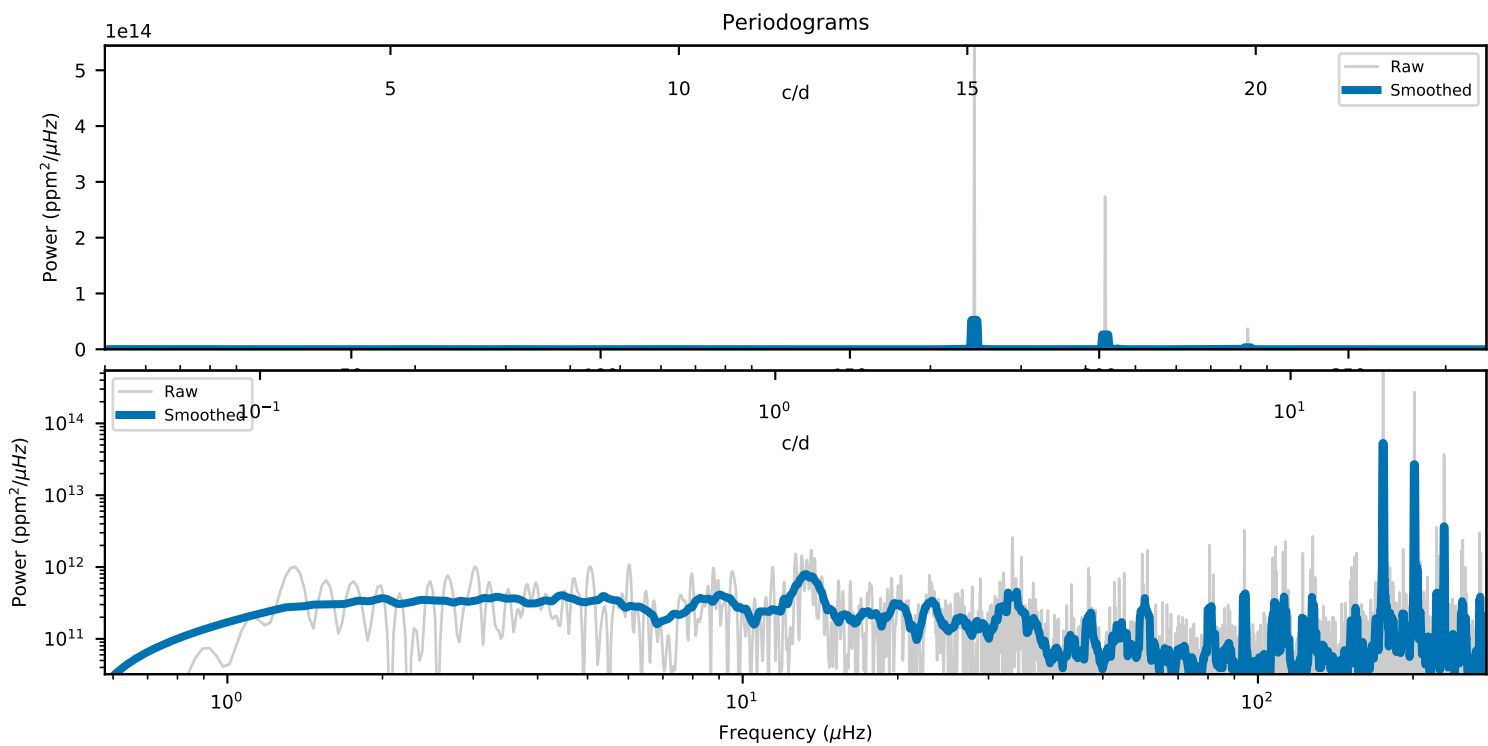 Periodograms
1e14
5
4
3
2
1
0
Power (ppm²/μHz)
5 10 15 20
c/d
Raw
Smoothed
Raw
Smoothed
10⁻¹ 10⁰ 10¹
c/d
10¹⁴
10¹³
10¹²
10¹¹
Power (ppm²/μHz)
10⁰ 10¹ 10²
Frequency (μHz)